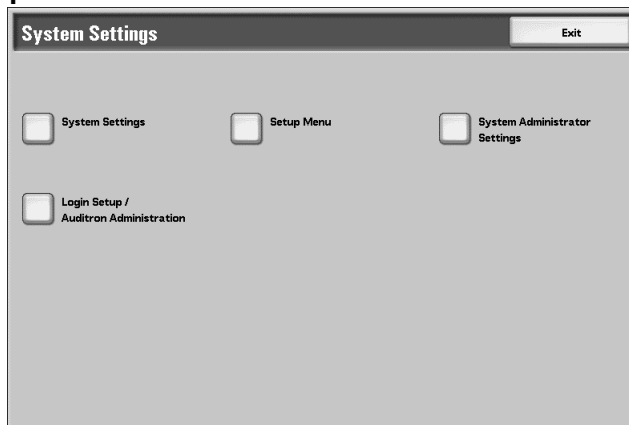 System Settings
Exit
System Settings
Setup Menu
System Administrator
Settings
Login Setup /
Auditron Administration